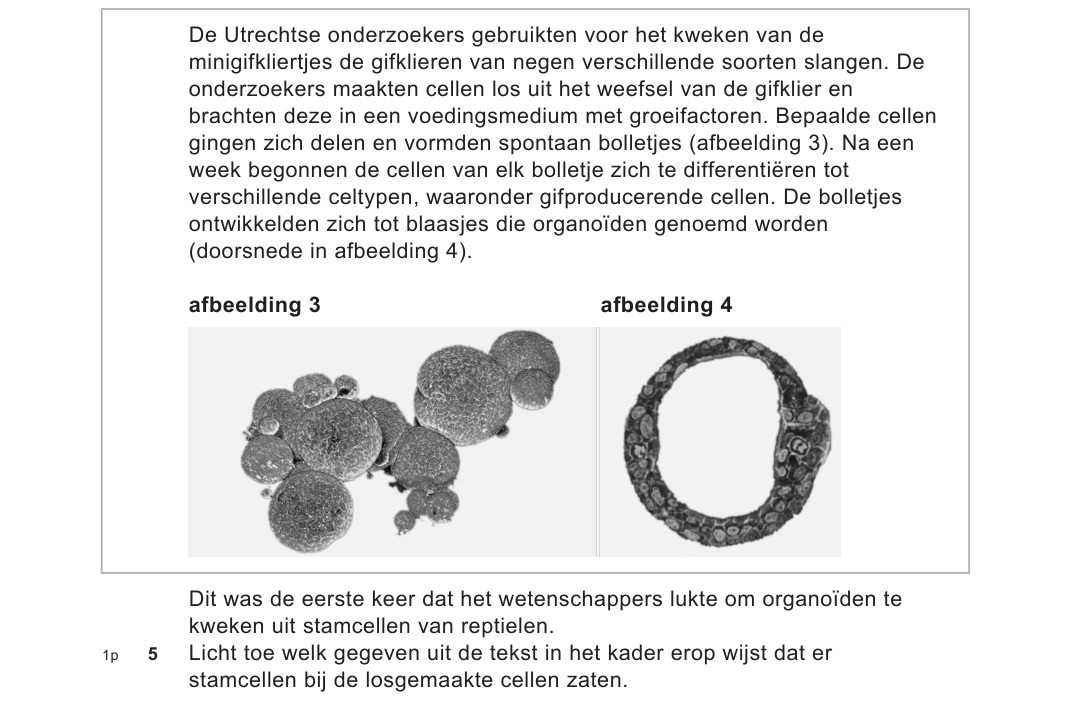 De Utrechtse onderzoekers gebruikten voor het kweken van de
minigifkliertjes de gifklieren van negen verschillende soorten slangen. De
onderzoekers maakten cellen los uit het weefsel van de gifklier en
brachten deze in een voedingsmedium met groeifactoren. Bepaalde cellen
gingen zich delen en vormden spontaan bolletjes (afbeelding 3). Na een
week begonnen de cellen van elk bolletje zich te differentiëren tot
verschillende celtypen, waaronder gifproducerende cellen. De bolletjes
ontwikkelden zich tot blaasjes die organoïden genoemd worden
(doorsnede in afbeelding 4).
afbeelding 3 afbeelding 4
Dit was de eerste keer dat het wetenschappers lukte om organoïden te
kweken uit stamcellen van reptielen.
1p 5 Licht toe welk gegeven uit de tekst in het kader erop wijst dat er
stamcellen bij de losgemaakte cellen zaten.